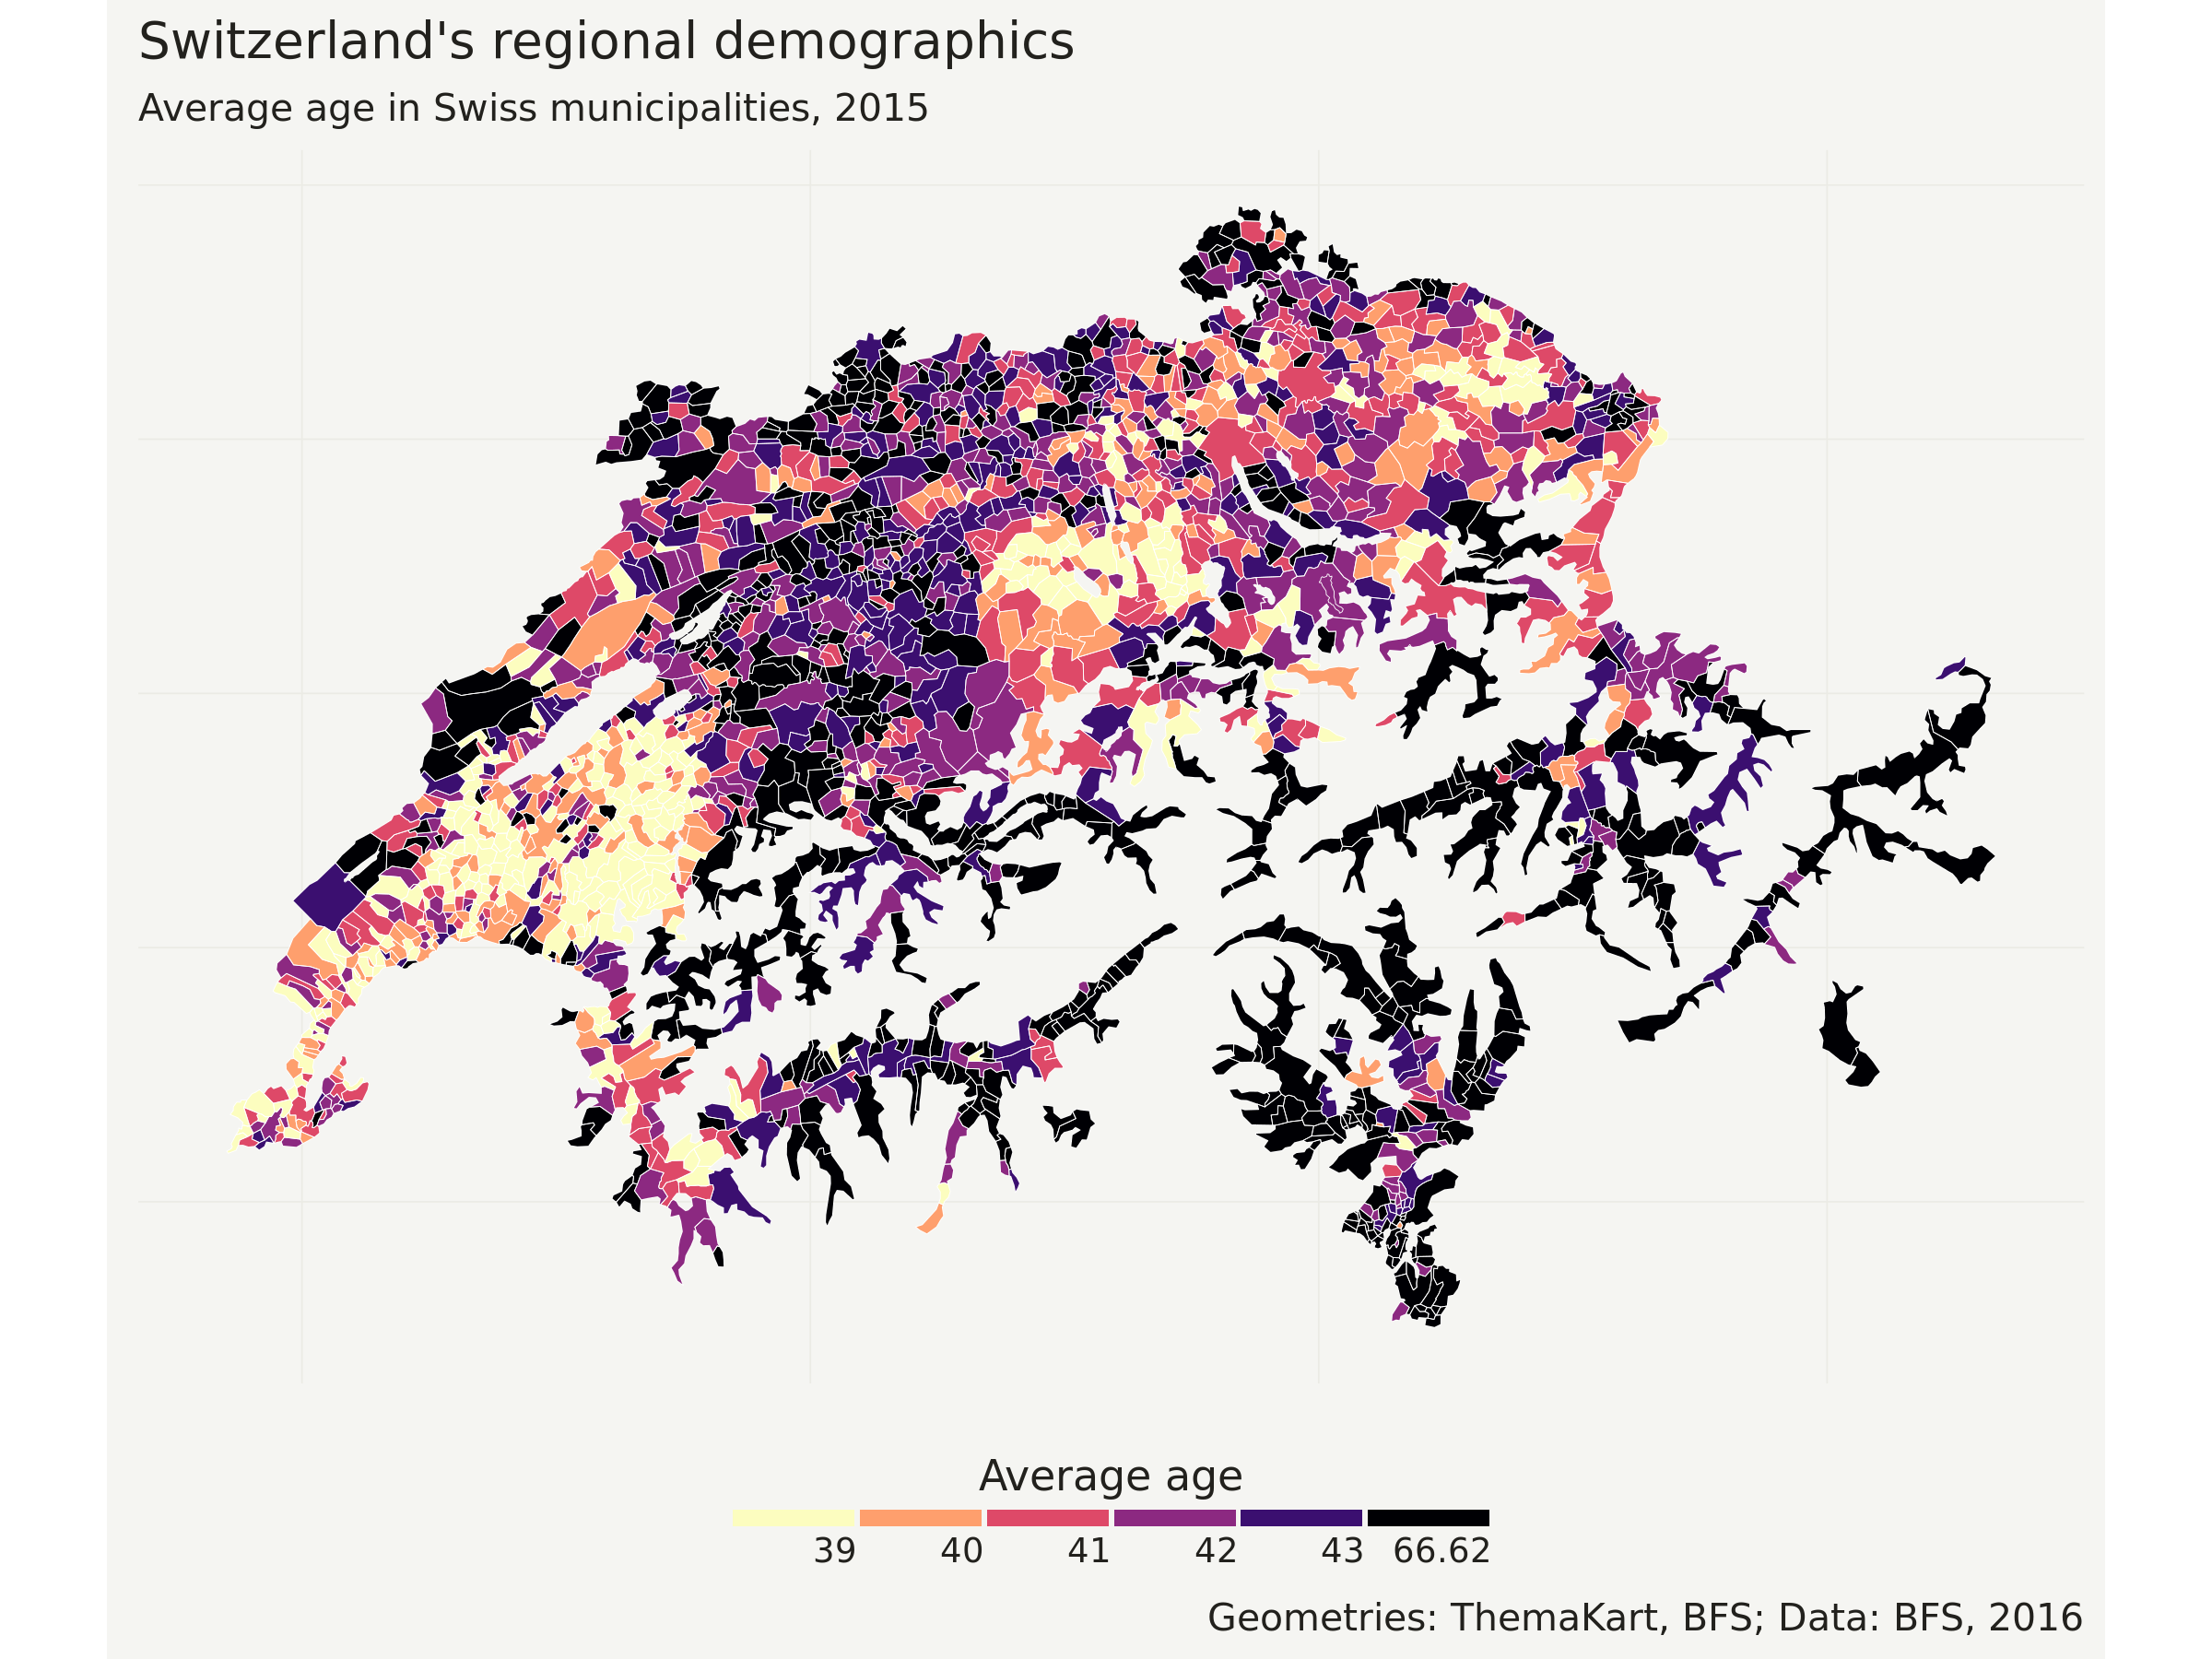 Switzerland's regional demographics
Average age in Swiss municipalities, 2015
Average age
39 40 41 42 43 66.62
Geometries: ThemaKart, BFS; Data: BFS, 2016